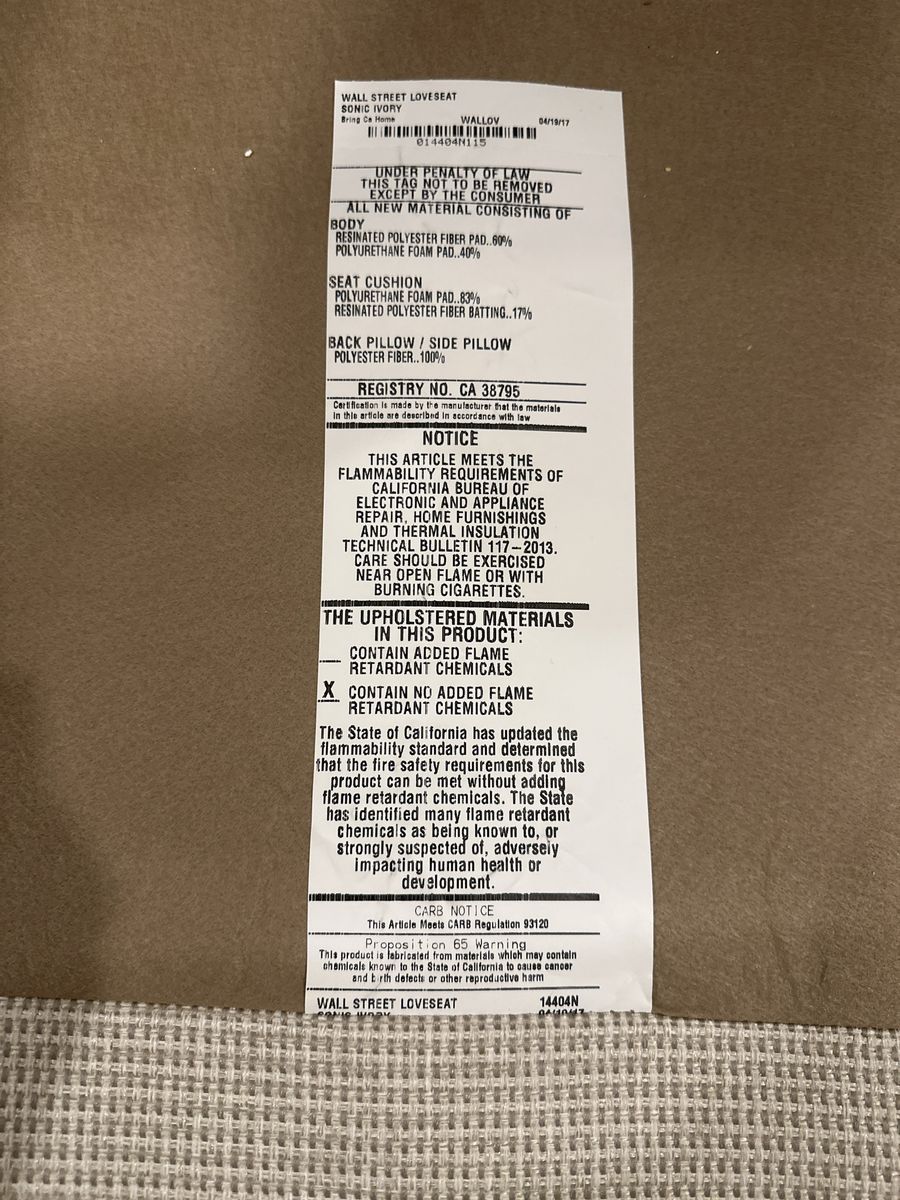 WALL STREET LOVESEAT
SONIC IVORY
Bring Ce Home WALLOV 04/19/17
014404N115
UNDER PENALTY OF LAW
THIS TAG NOT TO BE REMOVED
EXCEPT BY THE CONSUMER
ALL NEW MATERIAL CONSISTING OF
BODY
RESINATED POLYESTER FIBER PAD..60%
POLYURETHANE FOAM PAD..40%
SEAT CUSHION
POLYURETHANE FOAM PAD..83%
RESINATED POLYESTER FIBER BATTING..17%
BACK PILLOW / SIDE PILLOW
POLYESTER FIBER..100%
REGISTRY NO. CA 38795
Certification is made by the manufacturer that the materials
in this article are described in accordance with law
NOTICE
THIS ARTICLE MEETS THE
FLAMMABILITY REQUIREMENTS OF
CALIFORNIA BUREAU OF
ELECTRONIC AND APPLIANCE
REPAIR, HOME FURNISHINGS
AND THERMAL INSULATION
TECHNICAL BULLETIN 117-2013.
CARE SHOULD BE EXERCISED
NEAR OPEN FLAME OR WITH
BURNING CIGARETTES.
THE UPHOLSTERED MATERIALS
IN THIS PRODUCT:
__ CONTAIN ADDED FLAME
RETARDANT CHEMICALS
X CONTAIN NO ADDED FLAME
RETARDANT CHEMICALS
The State of California has updated the
flammability standard and determined
that the fire safety requirements for this
product can be met without adding
flame retardant chemicals. The State
has identified many flame retardant
chemicals as being known to, or
strongly suspected of, adversely
impacting human health or
development.
CARB NOTICE
This Article Meets CARB Regulation 93120
Proposition 65 Warning
This product is fabricated from materials which may contain
chemicals known to the State of California to cause cancer
and birth defects or other reproductive harm
WALL STREET LOVESEAT 14404N
SONIC IVORY 04/19/17